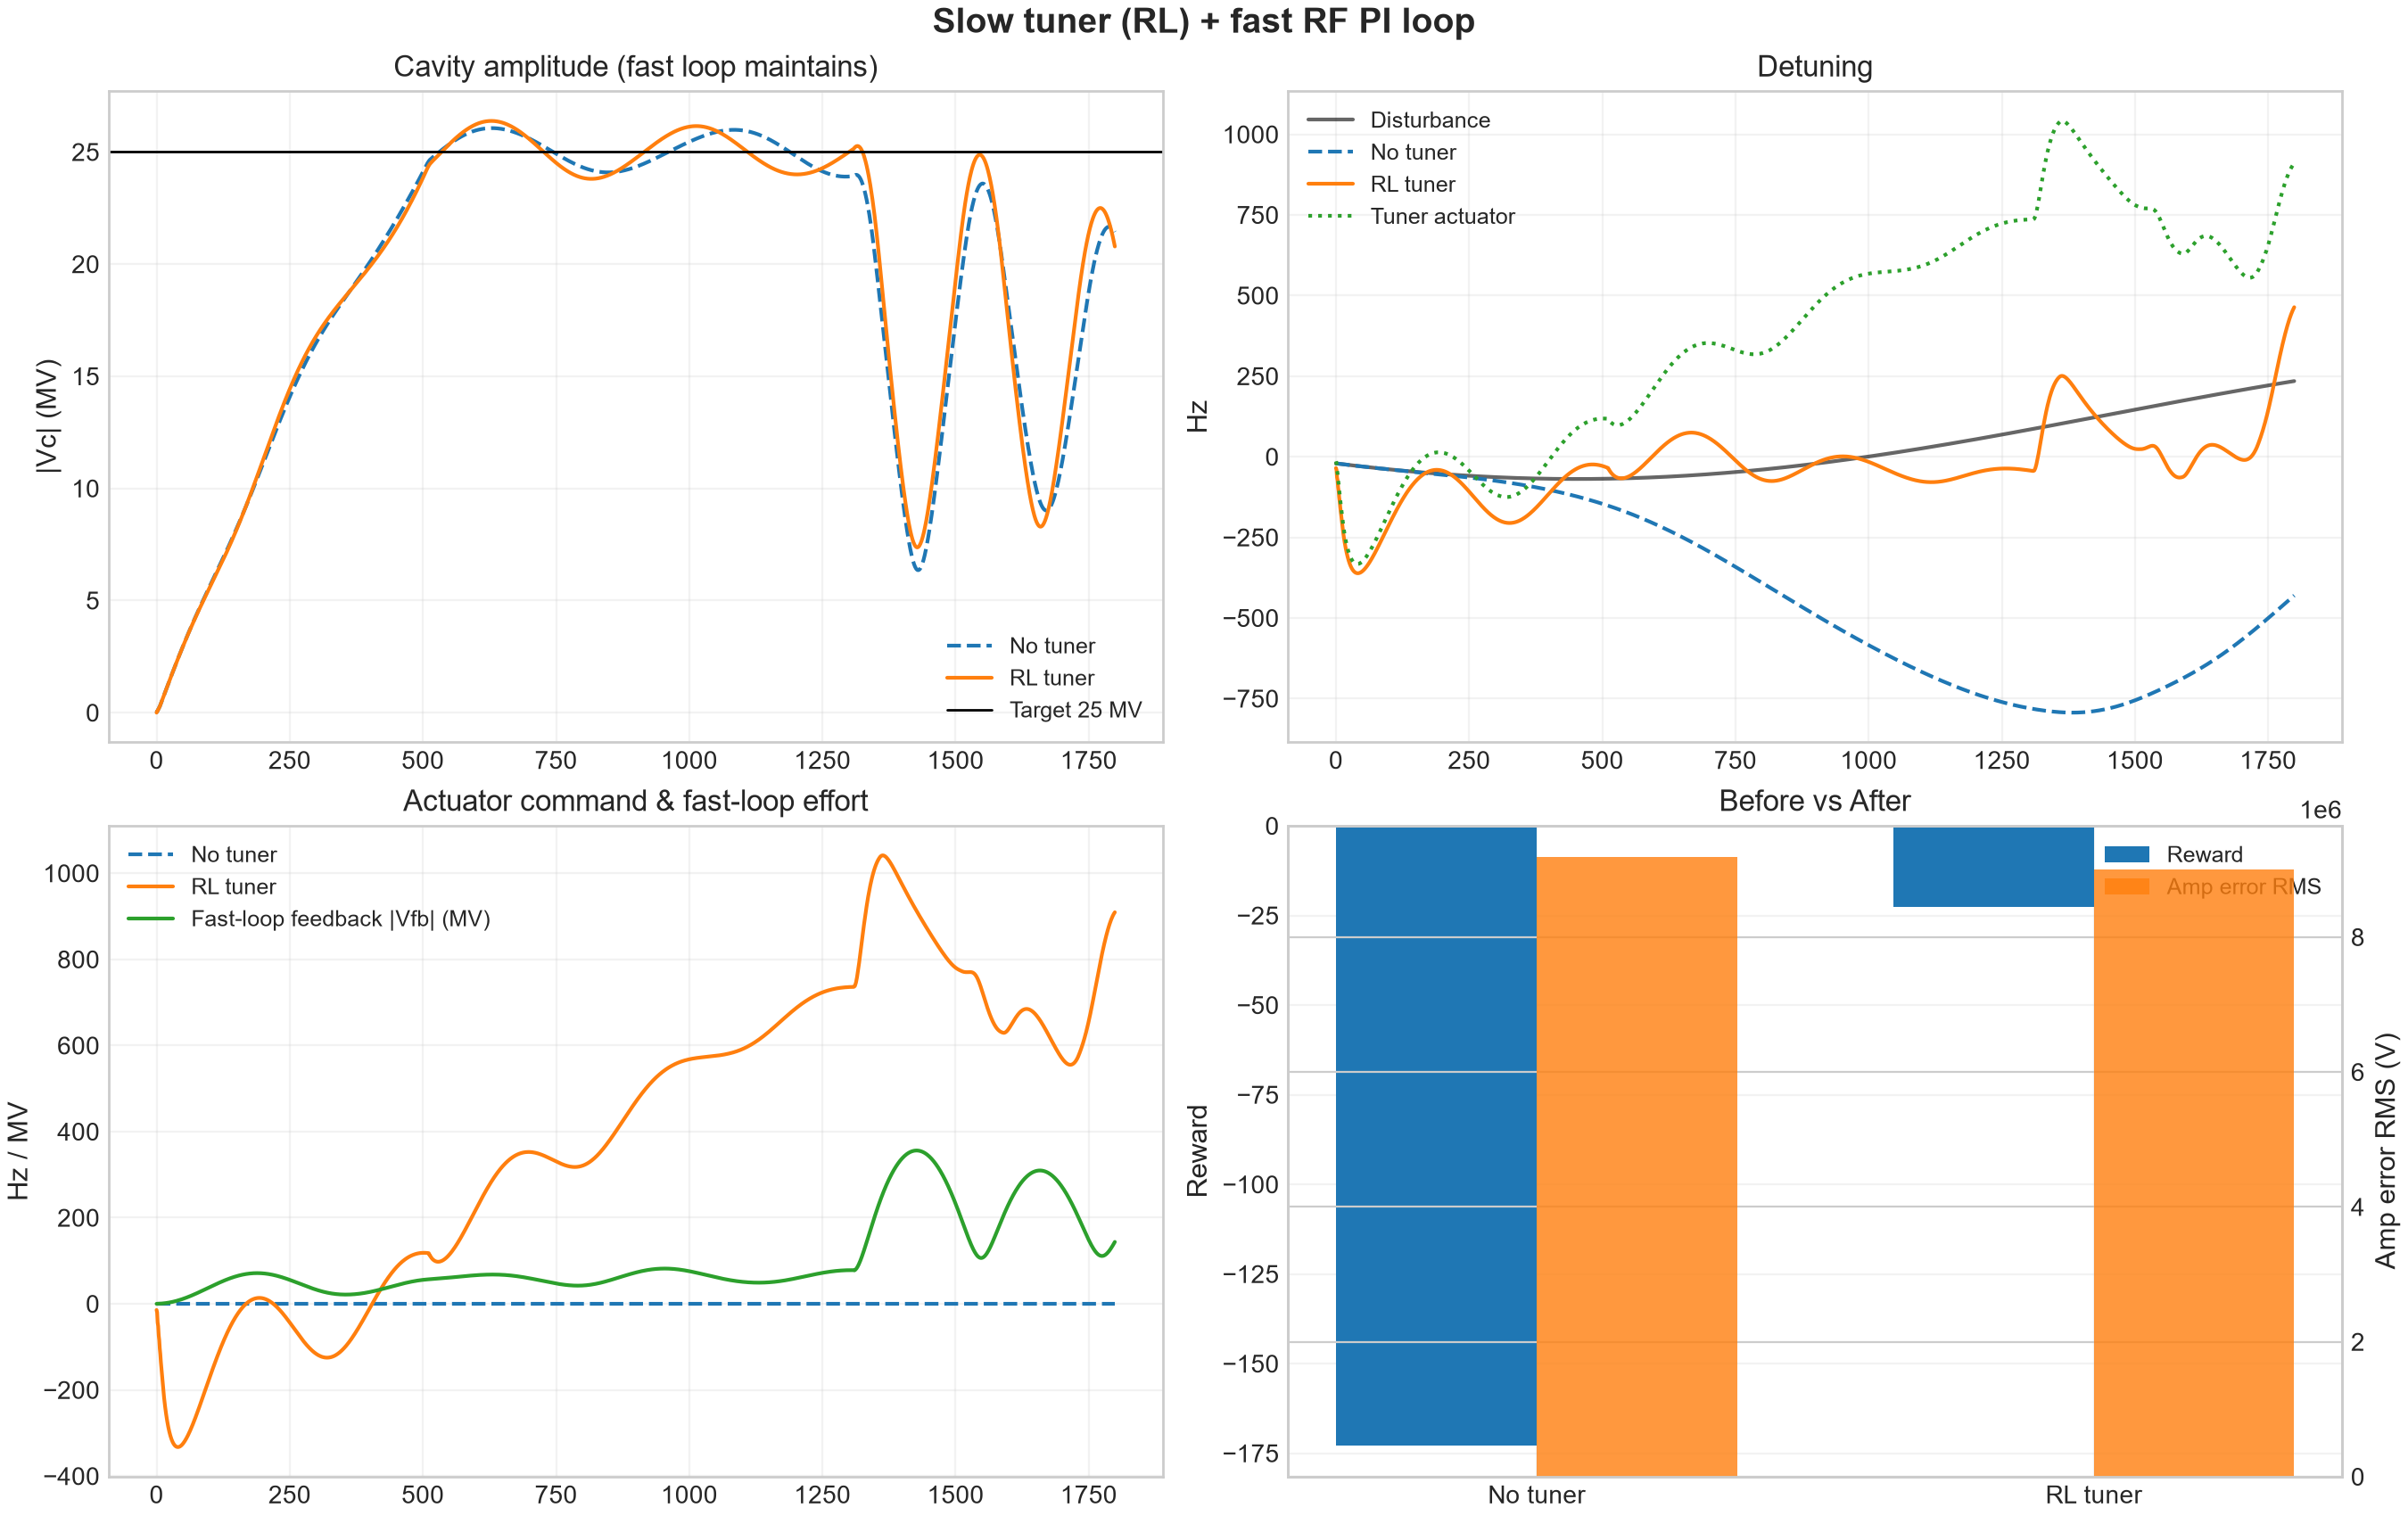 Slow tuner (RL) + fast RF PI loop
Cavity amplitude (fast loop maintains)
|Vc| (MV)
25
20
15
10
5
0
0 250 500 750 1000 1250 1500 1750
No tuner
RL tuner
Target 25 MV
Detuning
Hz
1000
750
500
250
0
−250
−500
−750
0 250 500 750 1000 1250 1500 1750
Disturbance
No tuner
RL tuner
Tuner actuator
Actuator command & fast-loop effort
Hz / MV
1000
800
600
400
200
0
−200
−400
0 250 500 750 1000 1250 1500 1750
No tuner
RL tuner
Fast-loop feedback |Vfb| (MV)
Before vs After
1e6
Reward
0
−25
−50
−75
−100
−125
−150
−175
No tuner RL tuner
Reward
Amp error RMS
8
6
4
2
0
Amp error RMS (V)